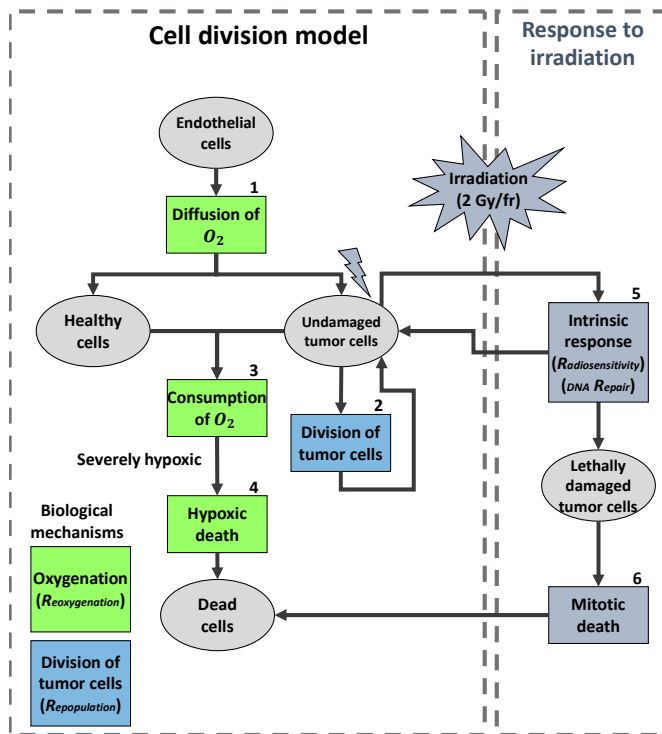 Cell division model
Response to
irradiation
Endothelial
cells
Irradiation
(2 Gy/fr)
1
Diffusion of
O₂
5
Healthy
cells
Undamaged
tumor cells
Intrinsic
response
(Radiosensitivity)
(DNA Repair)
3
Consumption
of O₂
2
Division of
tumor cells
Severely hypoxic
Lethally
damaged
tumor cells
4
Hypoxic
death
Biological
mechanisms
Oxygenation
(Reoxygenation)
6
Dead
cells
Mitotic
death
Division of
tumor cells
(Repopulation)